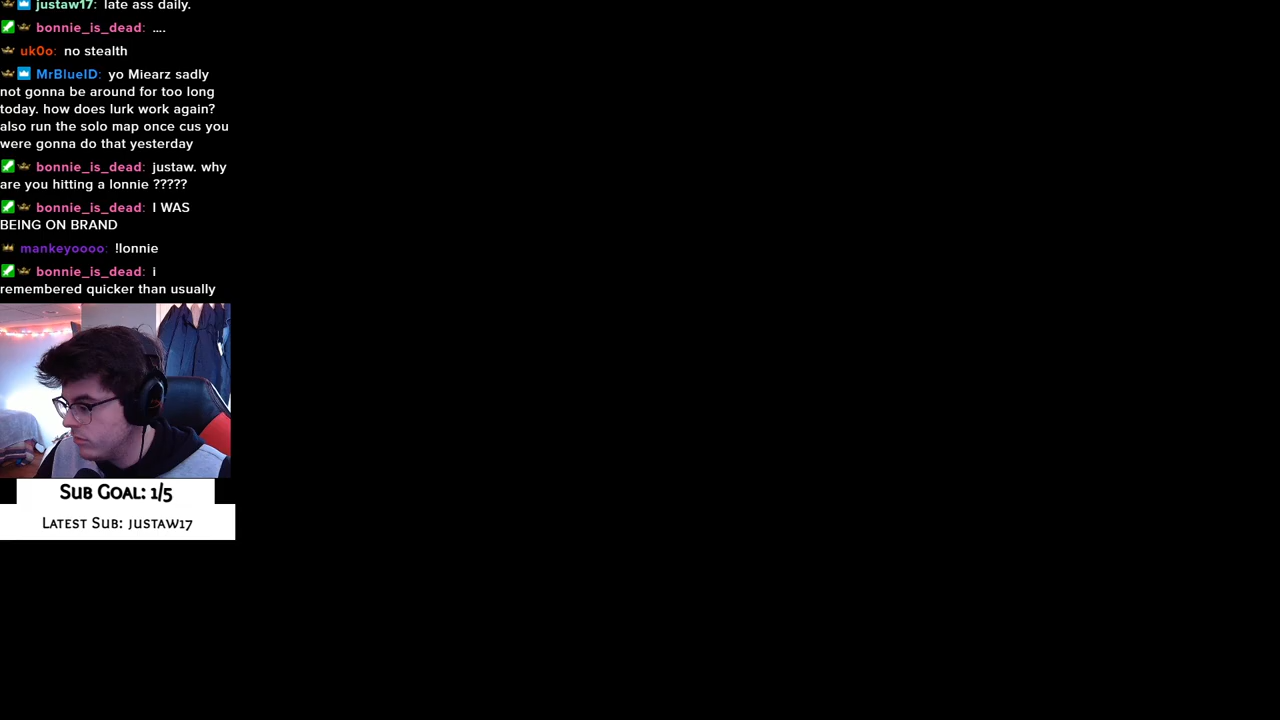 justaw17: late ass daily.
bonnie_is_dead: ....
uk0o: no stealth
MrBlueID: yo Miearz sadly
not gonna be around for too long
today. how does lurk work again?
also run the solo map once cus you
were gonna do that yesterday
bonnie_is_dead: justaw. why
are you hitting a lonnie ?????
bonnie_is_dead: I WAS
BEING ON BRAND
mankeyoooo: !lonnie
bonnie_is_dead: i
remembered quicker than usually
Sub Goal: 1/5
Latest Sub: justaw17